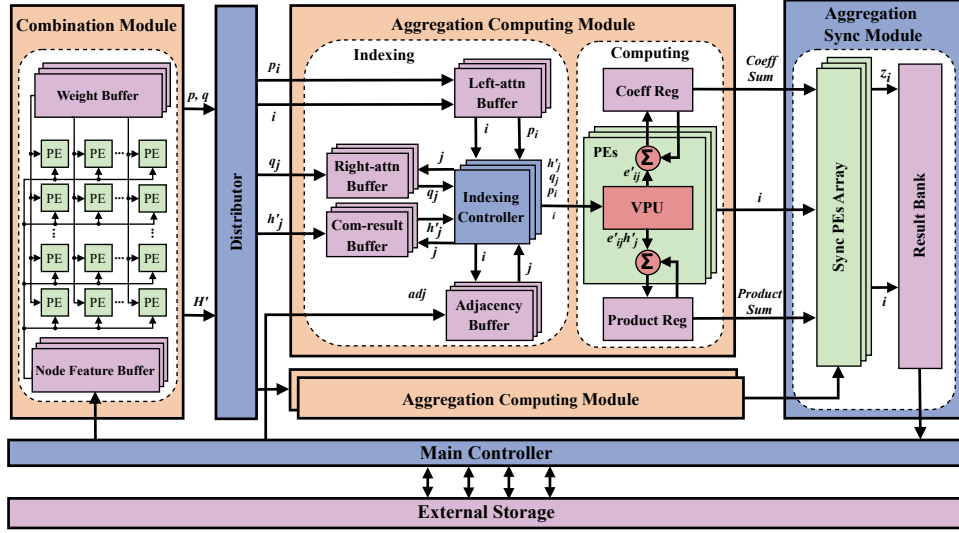 Combination Module
Weight Buffer
PE PE ... PE
PE PE ... PE
...
...
PE PE ... PE
PE PE ... PE
Node Feature Buffer
p, q
H'
Distributor
Aggregation Computing Module
Indexing
p_i
i
q_j
h'_j
adj
Left-attn
Buffer
i
p_i
Right-attn
Buffer
j
q_j
Com-result
Buffer
h'_j
j
Indexing
Controller
i
j
Adjacency
Buffer
h'_j
q_j
p_i
i
Computing
Coeff Reg
PEs
Σ
e'_ij
VPU
e'_ij h'_j
Σ
Product Reg
Coeff
Sum
i
Product
Sum
Aggregation
Sync Module
Sync PEs Array
z_i
i
Result Bank
Aggregation Computing Module
Main Controller
External Storage